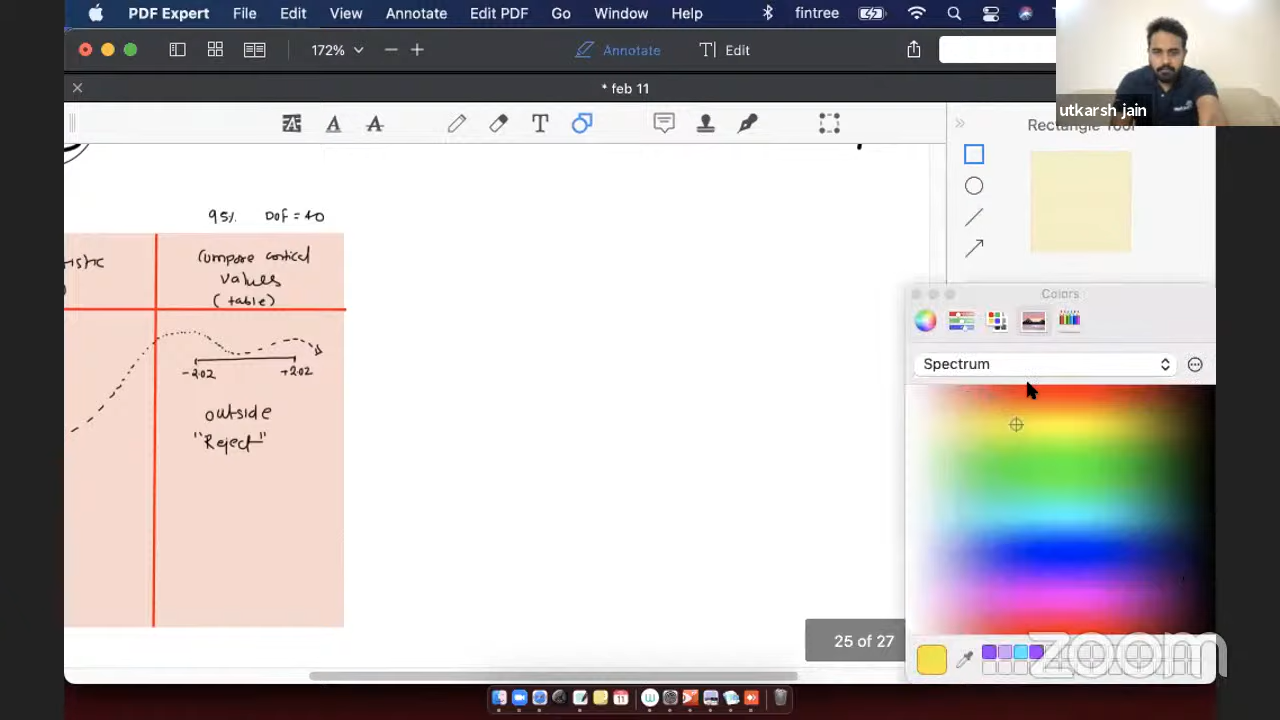 PDF Expert File Edit View Annotate Edit PDF Go Window Help fintree
172% Annotate T| Edit
* feb 11
utkarsh jain
Rectangle Tool
95% DOF = 40
Compare critical
values
(table)
-2.02 +2.02
outside
"Reject"
Colors
Spectrum
25 of 27
zoom